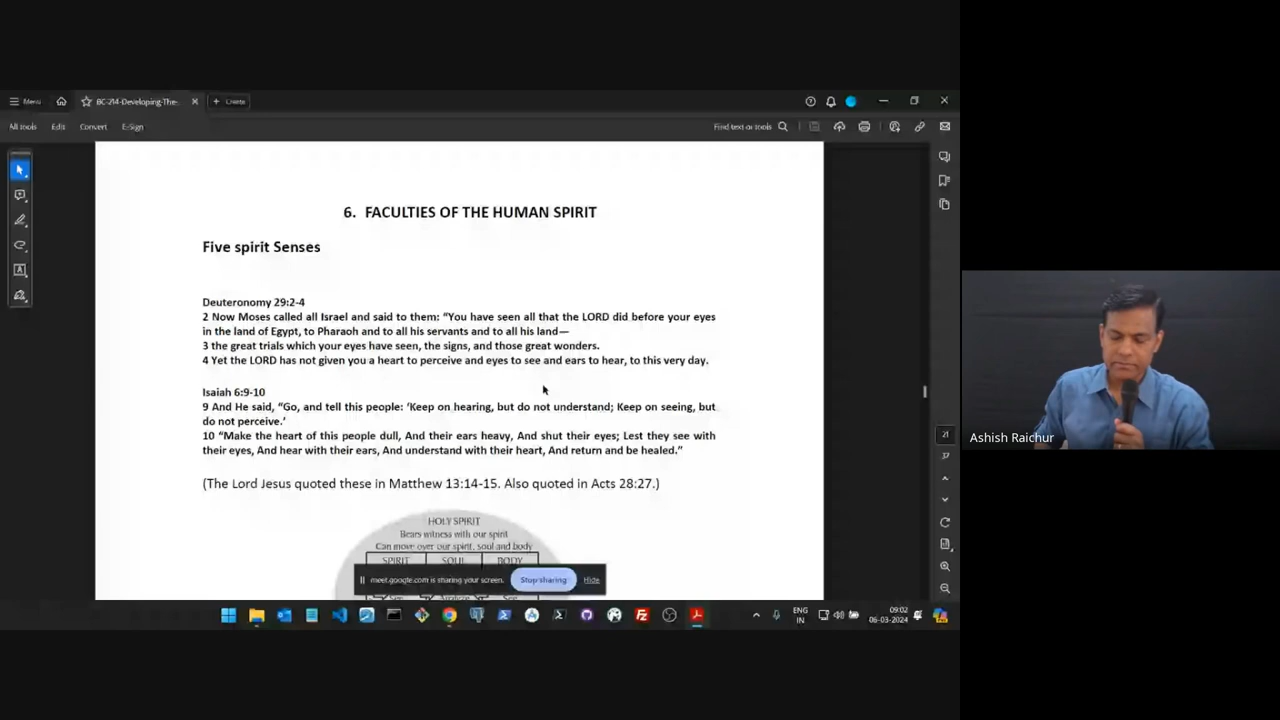 Menu
BC-214-Developing-The-...
Create
All tools
Edit
Convert
E-Sign
Find text or tools
6. FACULTIES OF THE HUMAN SPIRIT
Five spirit Senses
Deuteronomy 29:2-4
2 Now Moses called all Israel and said to them: “You have seen all that the LORD did before your eyes
in the land of Egypt, to Pharaoh and to all his servants and to all his land—
3 the great trials which your eyes have seen, the signs, and those great wonders.
4 Yet the LORD has not given you a heart to perceive and eyes to see and ears to hear, to this very day.
Isaiah 6:9-10
9 And He said, “Go, and tell this people: ‘Keep on hearing, but do not understand; Keep on seeing, but
do not perceive.’
10 “Make the heart of this people dull, And their ears heavy, And shut their eyes; Lest they see with
their eyes, And hear with their ears, And understand with their heart, And return and be healed.”
(The Lord Jesus quoted these in Matthew 13:14-15. Also quoted in Acts 28:27.)
HOLY SPIRIT
Bears witness with our spirit
Can move over our spirit, soul and body
SPIRIT SOUL BODY
meet.google.com is sharing your screen.
Stop sharing
Hide
21
37
Ashish Raichur
ENG
IN
09:02
06-03-2024